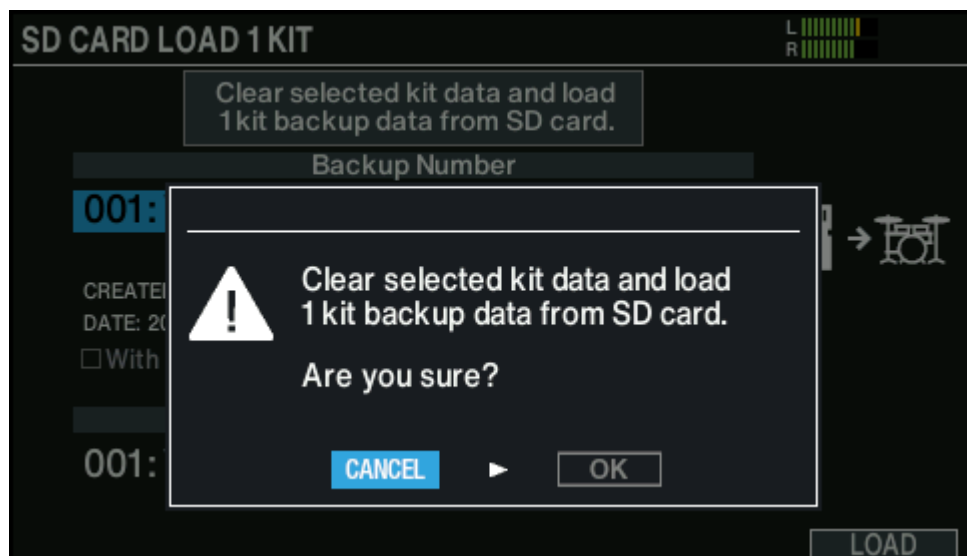 SD CARD LOAD 1 KIT
L
R
Clear selected kit data and load
1 kit backup data from SD card.
Backup Number
001:
DATE:
With
001:
Clear selected kit data and load
1 kit backup data from SD card.
Are you sure?
CANCEL
OK
LOAD